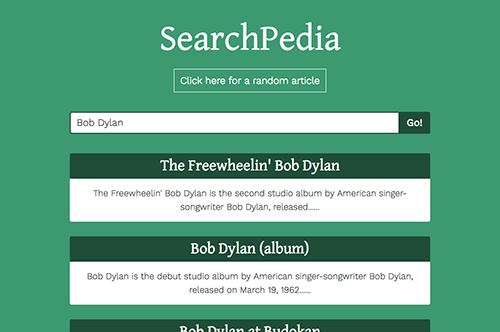 SearchPedia
Click here for a random article
Bob Dylan Go!
The Freewheelin' Bob Dylan
The Freewheelin' Bob Dylan is the second studio album by American singer-
songwriter Bob Dylan, released......
Bob Dylan (album)
Bob Dylan is the debut studio album by American singer-songwriter Bob Dylan,
released on March 19, 1962......
Bob Dylan at Budokan